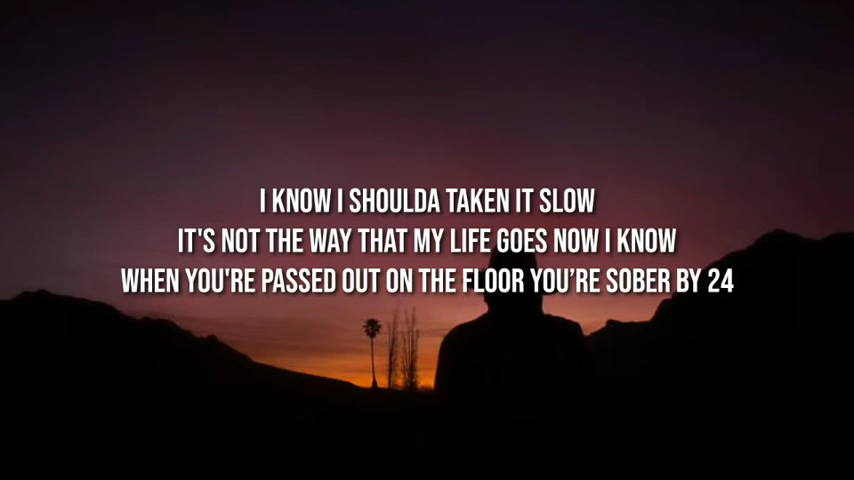 I KNOW I SHOULDA TAKEN IT SLOW
IT'S NOT THE WAY THAT MY LIFE GOES NOW I KNOW
WHEN YOU'RE PASSED OUT ON THE FLOOR YOU’RE SOBER BY 24